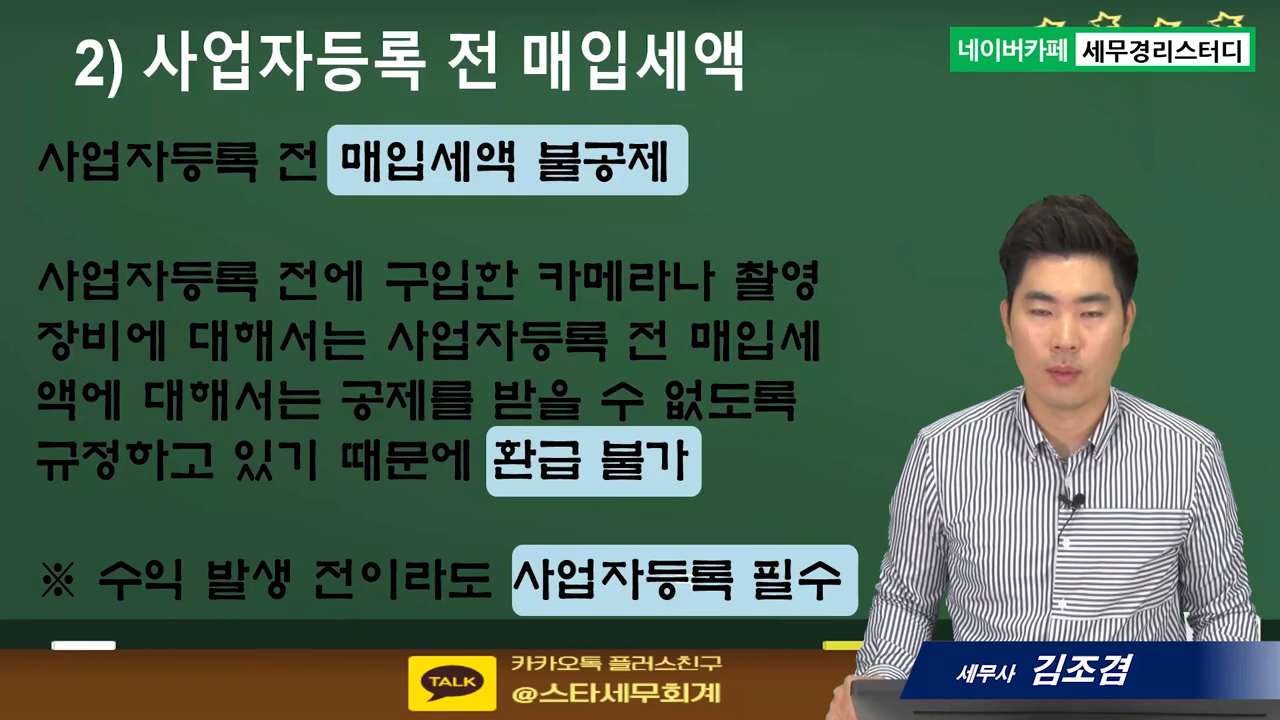 2) 사업자등록 전 매입세액
네이버카페 세무경리스터디
사업자등록 전 매입세액 불공제
사업자등록 전에 구입한 카메라나 촬영
장비에 대해서는 사업자등록 전 매입세
액에 대해서는 공제를 받을 수 없도록
규정하고 있기 때문에 환급 불가
※ 수익 발생 전이라도 사업자등록 필수
TALK
카카오톡 플러스친구
@스타세무회계
세무사 김조겸